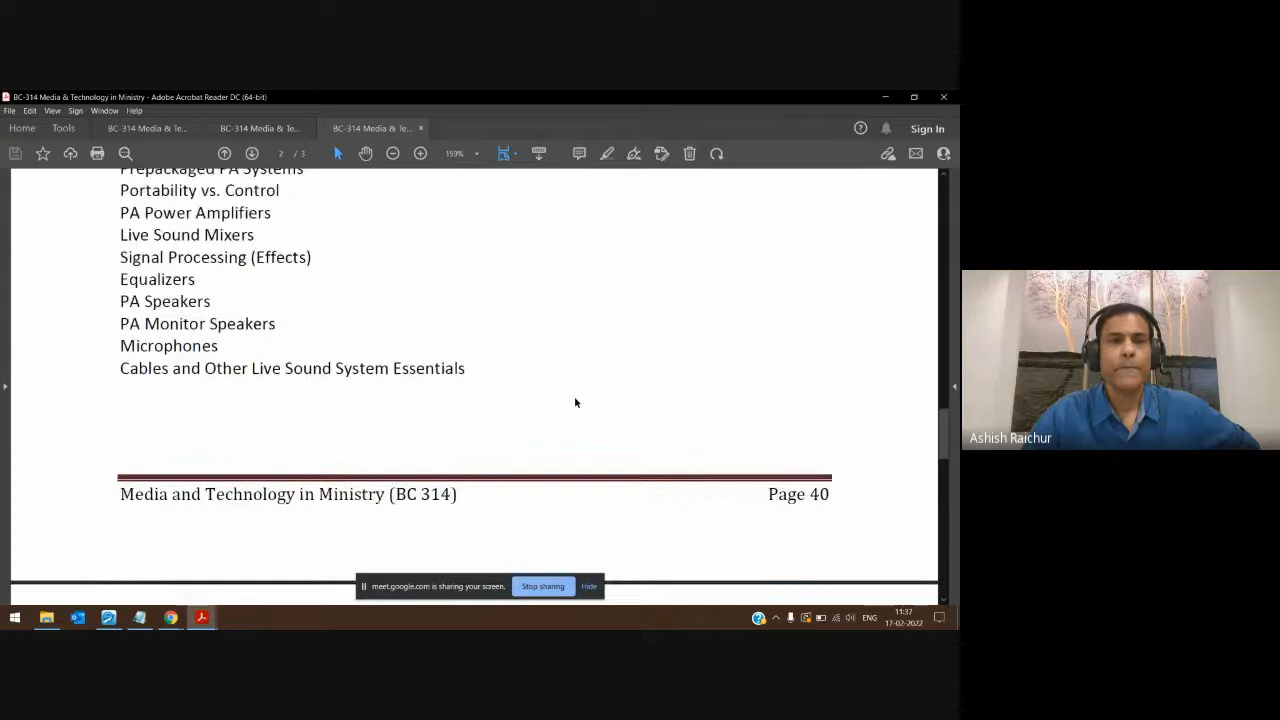 BC-314 Media & Technology in Ministry - Adobe Acrobat Reader DC (64-bit)
File Edit View Sign Window Help
Home Tools BC-314 Media & Te... BC-314 Media & Te... BC-314 Media & Te... × Sign In
2 / 3 159%
Prepackaged PA Systems
Portability vs. Control
PA Power Amplifiers
Live Sound Mixers
Signal Processing (Effects)
Equalizers
PA Speakers
PA Monitor Speakers
Microphones
Cables and Other Live Sound System Essentials
Ashish Raichur
Media and Technology in Ministry (BC 314) Page 40
meet.google.com is sharing your screen. Stop sharing Hide
ENG 11:37
17-02-2022